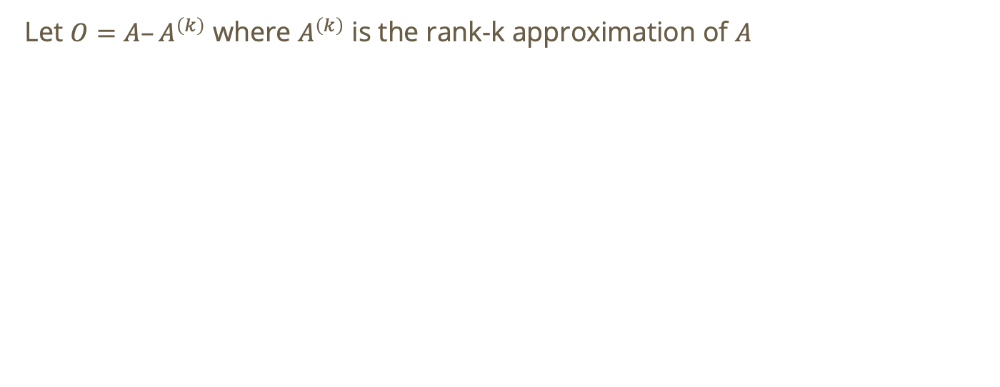 Let O = A– A⁽ᵏ⁾ where A⁽ᵏ⁾ is the rank-k approximation of A